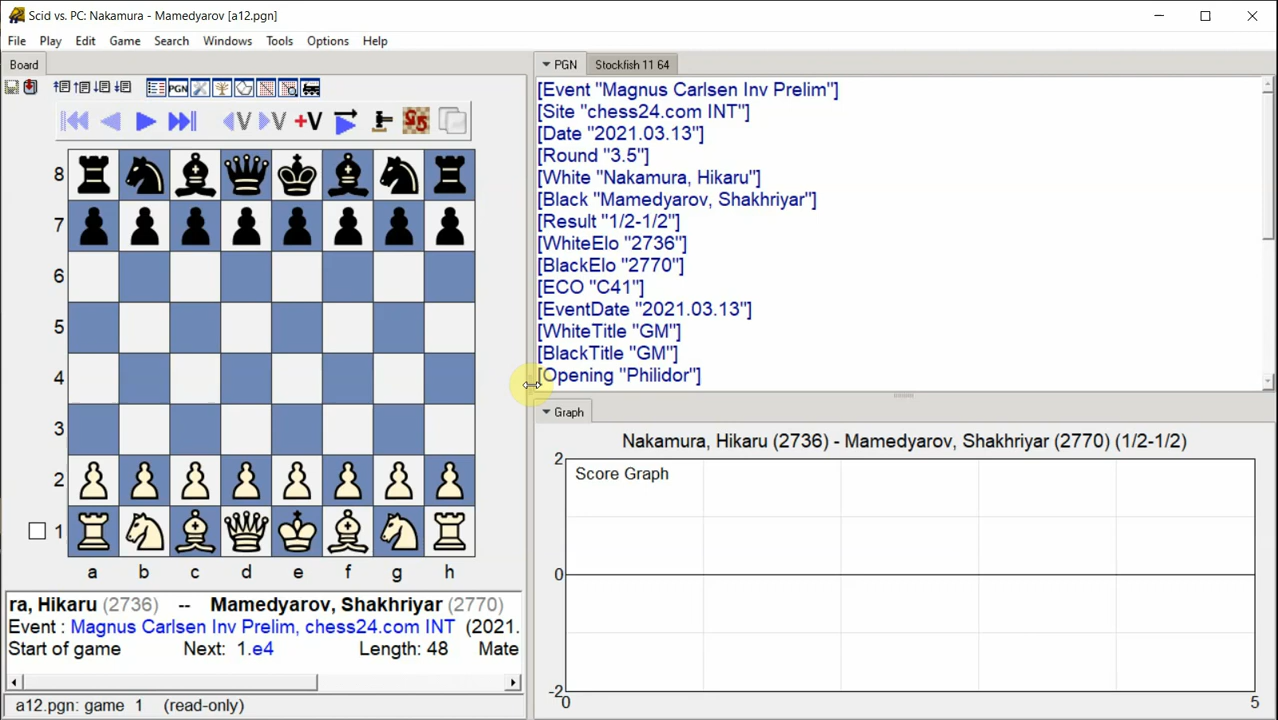 Scid vs. PC: Nakamura - Mamedyarov [a12.pgn]
File Play Edit Game Search Windows Tools Options Help
Board
PGN
V V +V
8
7
6
5
4
3
2
1
a b c d e f g h
ra, Hikaru (2736) -- Mamedyarov, Shakhriyar (2770)
Event : Magnus Carlsen Inv Prelim, chess24.com INT (2021.
Start of game Next: 1.e4 Length: 48 Mate
a12.pgn: game 1 (read-only)
PGN Stockfish 11 64
[Event "Magnus Carlsen Inv Prelim"]
[Site "chess24.com INT"]
[Date "2021.03.13"]
[Round "3.5"]
[White "Nakamura, Hikaru"]
[Black "Mamedyarov, Shakhriyar"]
[Result "1/2-1/2"]
[WhiteElo "2736"]
[BlackElo "2770"]
[ECO "C41"]
[EventDate "2021.03.13"]
[WhiteTitle "GM"]
[BlackTitle "GM"]
[Opening "Philidor"]
Graph
Nakamura, Hikaru (2736) - Mamedyarov, Shakhriyar (2770) (1/2-1/2)
2
Score Graph
0
-2
0 5